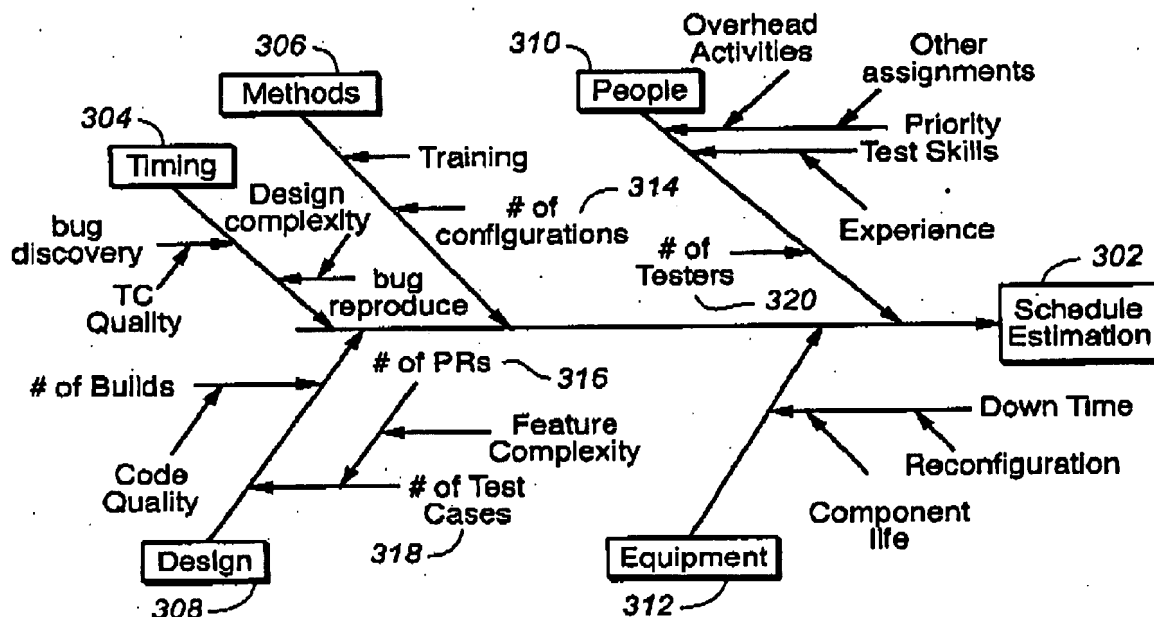 306
Methods
304
Timing
310
People
Overhead
Activities
Other
assignments
Priority
Test Skills
Experience
Training
# of
configurations
314
Design
complexity
bug
discovery
TC
Quality
bug
reproduce
# of
Testers
320
302
Schedule
Estimation
# of Builds
Code
Quality
# of PRs
316
Feature
Complexity
# of Test
Cases
318
Design
308
Down Time
Reconfiguration
Component
life
Equipment
312